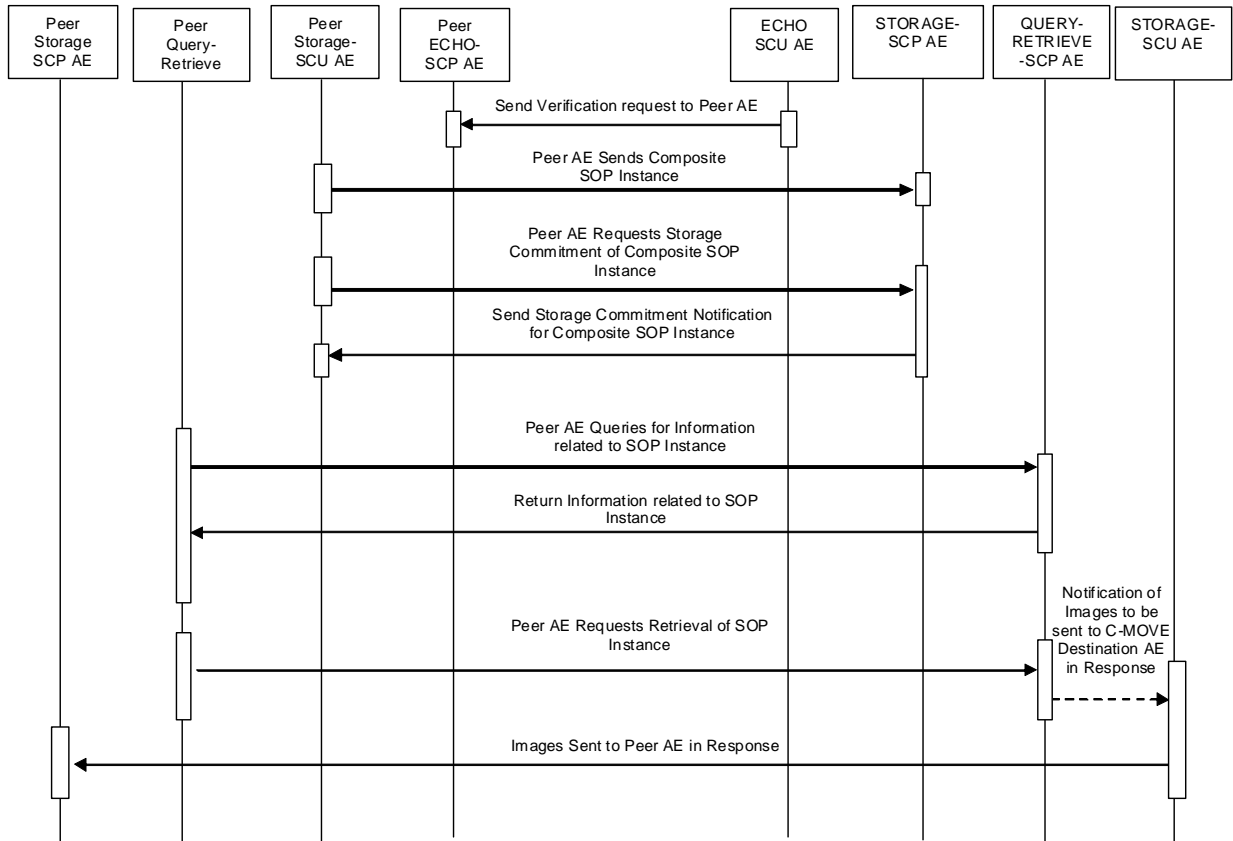 Peer
Storage
SCP AE
Peer
Query-
Retrieve
Peer
Storage-
SCU AE
Peer
ECHO-
SCP AE
ECHO
SCU AE
STORAGE-
SCP AE
QUERY-
RETRIEVE
-SCP AE
STORAGE-
SCU AE
Send Verification request to Peer AE
Peer AE Sends Composite
SOP Instance
Peer AE Requests Storage
Commitment of Composite SOP
Instance
Send Storage Commitment Notification
for Composite SOP Instance
Peer AE Queries for Information
related to SOP Instance
Return Information related to SOP
Instance
Notification of
Images to be
sent to C-MOVE
Destination AE
in Response
Peer AE Requests Retrieval of SOP
Instance
Images Sent to Peer AE in Response